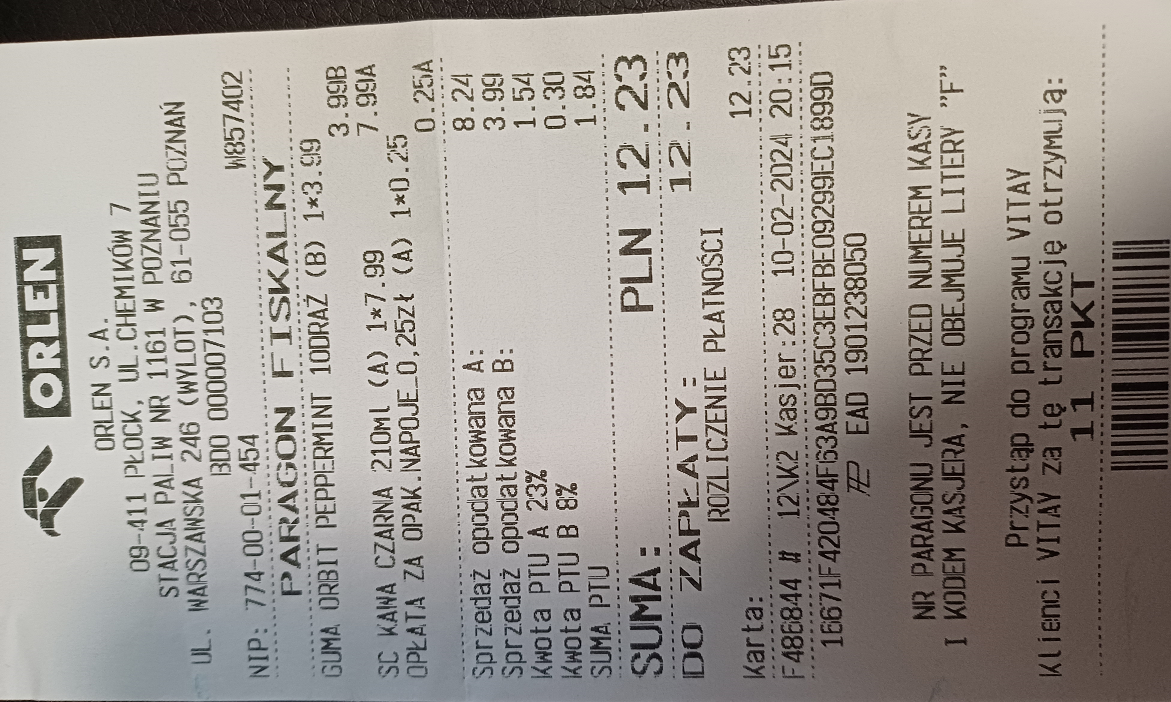 ORLEN
ORLEN S.A.
09-411 PŁOCK, UL.CHEMIKÓW 7
STACJA PALIW NR 1161 W POZNANIU
UL. WARSZAWSKA 246 (WYLOT), 61-055 POZNAŃ
BDO 000007103
NIP: 774-00-01-454 W857402
PARAGON FISKALNY
GUMA ORBIT PEPPERMINT 10DRAŻ (B) 1*3.99
3.99B
SC KAWA CZARNA 210ml (A) 1*7.99 7.99A
OPŁATA ZA OPAK.NAPOJE_0,25zł (A) 1*0.25
0.25A
Sprzedaż opodatkowana A: 8.24
Sprzedaż opodatkowana B: 3.99
Kwota PTU A 23% 1.54
Kwota PTU B 8% 0.30
SUMA PTU 1.84
SUMA: PLN 12.23
DO ZAPŁATY: 12.23
ROZLICZENIE PŁATNOŚCI
Karta: 12.23
F486844 # 12\K2 Kasjer:28 10-02-2024 20:15
16671F420484F63A9BD35C3EBFBE09299EC1899D
EAD 1901238050
NR PARAGONU JEST PRZED NUMEREM KASY
I KODEM KASJERA, NIE OBEJMUJE LITERY "F"
Przystąp do programu VITAY
Klienci VITAY za tę transakcję otrzymują:
11 PKT